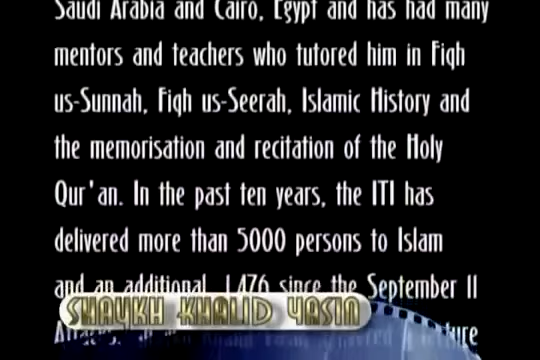 Saudi Arabia and Cairo, Egypt and has had many
mentors and teachers who tutored him in Fiqh
us-Sunnah, Fiqh us-Seerah, Islamic History and
the memorisation and recitation of the Holy
Qur'an. In the past ten years, the ITI has
delivered more than 5000 persons to Islam
and an additional 1,476 since the September 11
SHAYKH KHALID YASIN